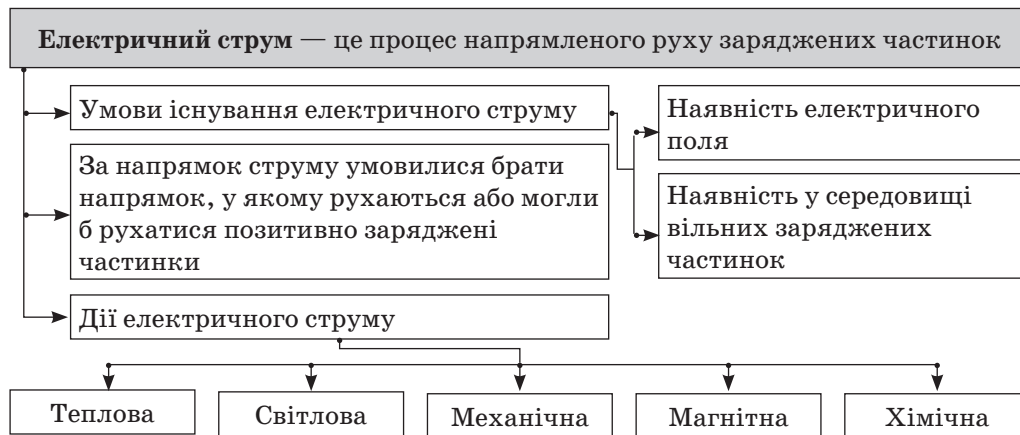 Електричний струм — це процес напрямленого руху заряджених частинок
Умови існування електричного струму
Наявність електричного
поля
За напрямок струму умовилися брати
напрямок, у якому рухаються або могли
б рухатися позитивно заряджені
частинки
Наявність у середовищі
вільних заряджених
частинок
Дії електричного струму
Теплова
Світлова
Механічна
Магнітна
Хімічна